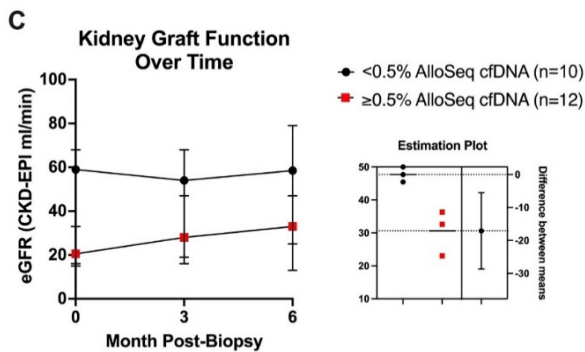 C
Kidney Graft Function
Over Time
eGFR (CKD-EPI ml/min)
100
80
60
40
20
0
0 3 6
Month Post-Biopsy
<0.5% AlloSeq cfDNA (n=10)
≥0.5% AlloSeq cfDNA (n=12)
Estimation Plot
50
40
30
20
10
0
-10
-20
-30
Difference between means